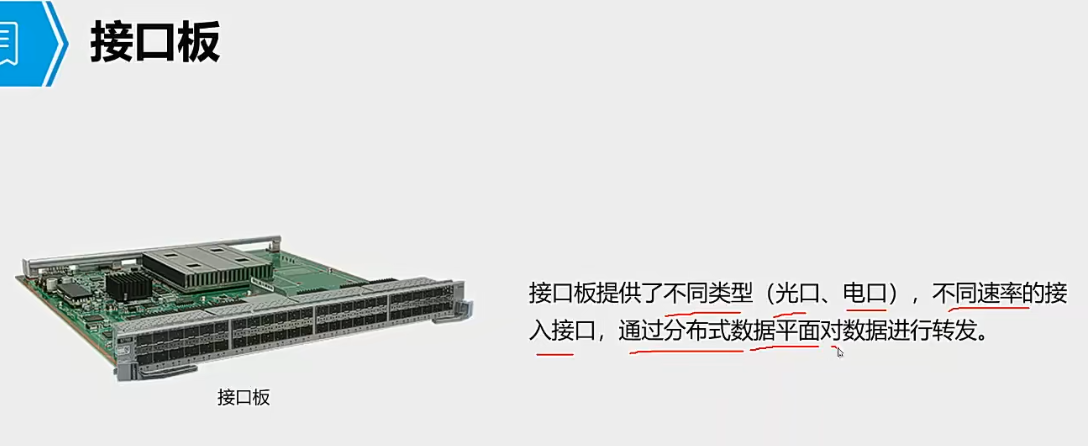 接口板
接口板提供了不同类型（光口、电口），不同速率的接
入接口，通过分布式数据平面对数据进行转发。
接口板